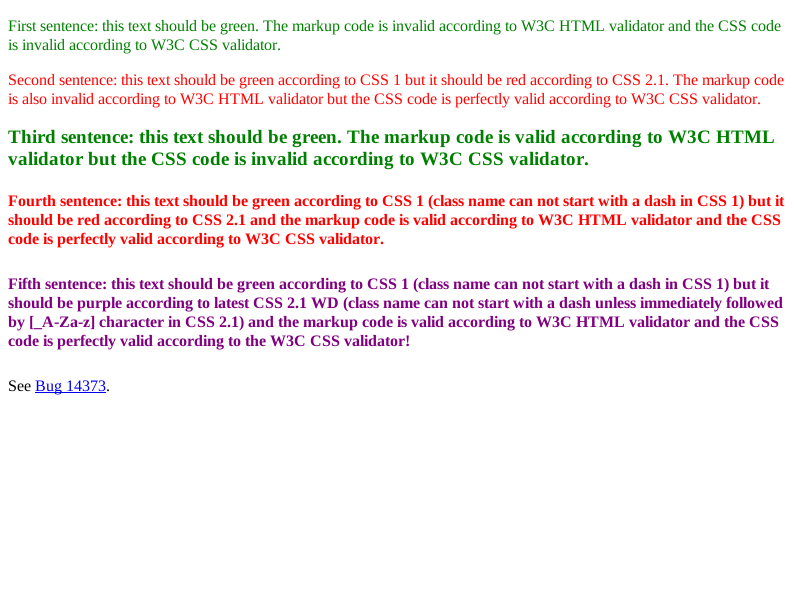 First sentence: this text should be green. The markup code is invalid according to W3C HTML validator and the CSS code
is invalid according to W3C CSS validator.
Second sentence: this text should be green according to CSS 1 but it should be red according to CSS 2.1. The markup code
is also invalid according to W3C HTML validator but the CSS code is perfectly valid according to W3C CSS validator.
Third sentence: this text should be green. The markup code is valid according to W3C HTML
validator but the CSS code is invalid according to W3C CSS validator.
Fourth sentence: this text should be green according to CSS 1 (class name can not start with a dash in CSS 1) but it
should be red according to CSS 2.1 and the markup code is valid according to W3C HTML validator and the CSS
code is perfectly valid according to W3C CSS validator.
Fifth sentence: this text should be green according to CSS 1 (class name can not start with a dash in CSS 1) but it
should be purple according to latest CSS 2.1 WD (class name can not start with a dash unless immediately followed
by [_A-Za-z] character in CSS 2.1) and the markup code is valid according to W3C HTML validator and the CSS
code is perfectly valid according to the W3C CSS validator!
See Bug 14373.